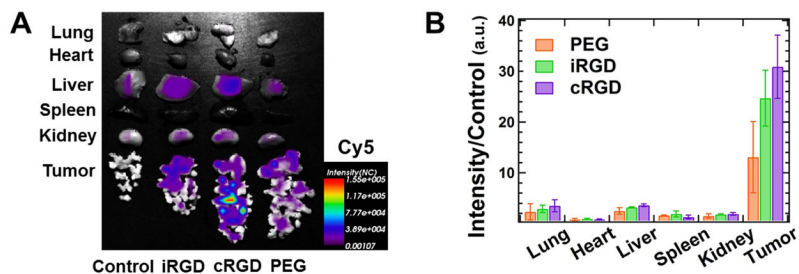 A
Lung
Heart
Liver
Spleen
Kidney
Tumor
Cy5
Intensity(NC)
1.55e+005
1.17e+005
7.77e+004
3.89e+004
0.00107
Control iRGD cRGD PEG
B
Intensity/Control (a.u.)
40
30
20
10
PEG
iRGD
cRGD
Lung
Heart
Liver
Spleen
Kidney
Tumor